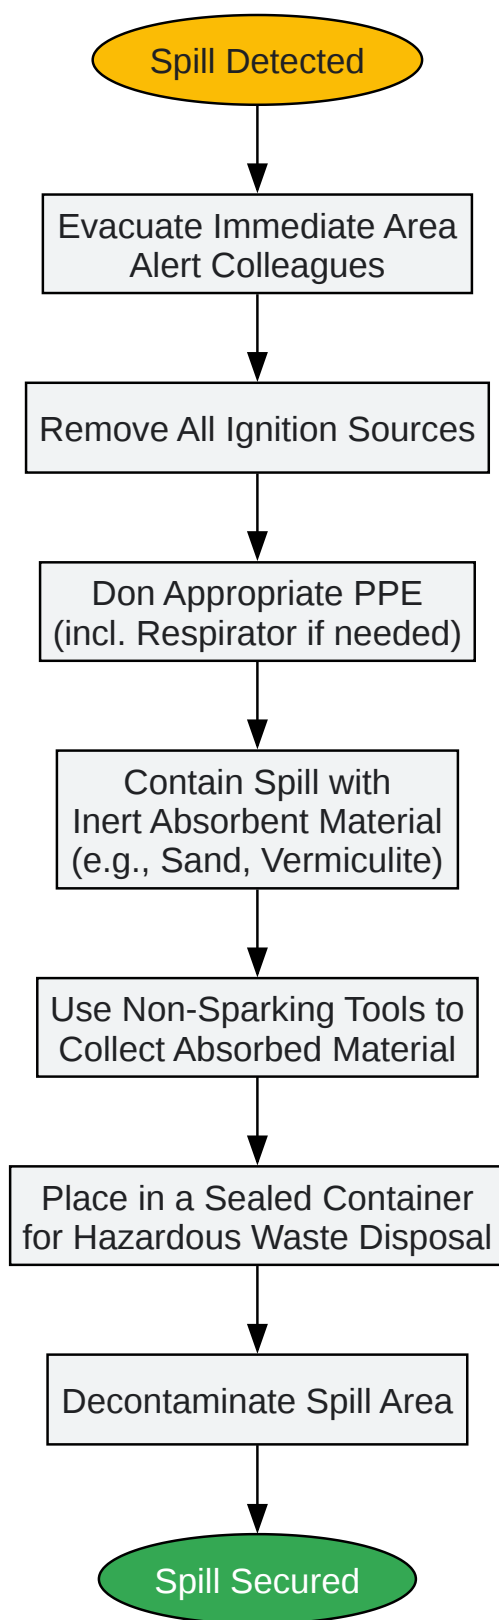 Spill Detected
Evacuate Immediate Area
Alert Colleagues
Remove All Ignition Sources
Don Appropriate PPE
(incl. Respirator if needed)
Contain Spill with
Inert Absorbent Material
(e.g., Sand, Vermiculite)
Use Non-Sparking Tools to
Collect Absorbed Material
Place in a Sealed Container
for Hazardous Waste Disposal
Decontaminate Spill Area
Spill Secured